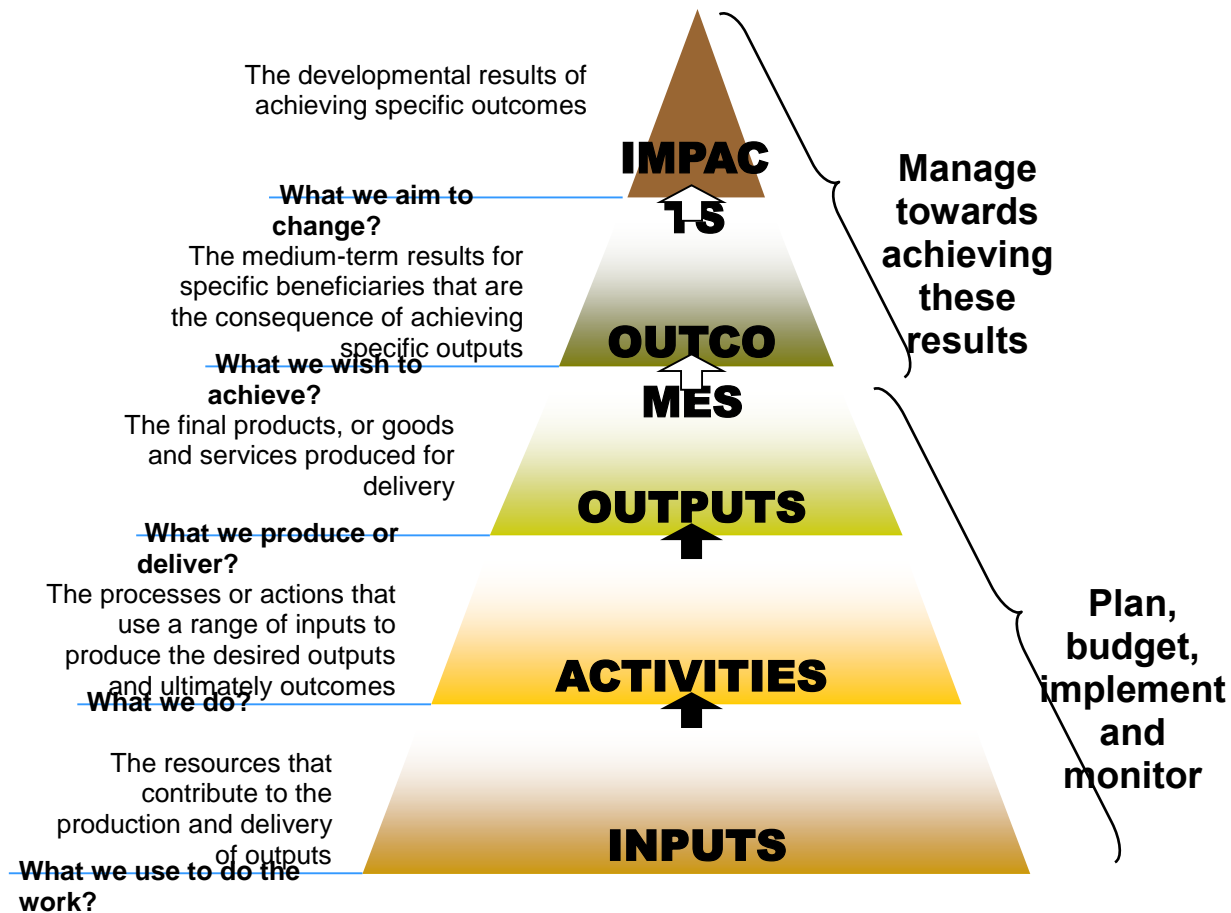 The developmental results of
achieving specific outcomes
IMPAC
TS
What we aim to
change?
The medium-term results for
specific beneficiaries that are
the consequence of achieving
specific outputs
OUTCO
MES
What we wish to
achieve?
The final products, or goods
and services produced for
delivery
OUTPUTS
What we produce or
deliver?
The processes or actions that
use a range of inputs to
produce the desired outputs
and ultimately outcomes
ACTIVITIES
What we do?
The resources that
contribute to the
production and delivery
of outputs
INPUTS
What we use to do the
work?
Manage
towards
achieving
these
results
Plan,
budget,
implement
and
monitor